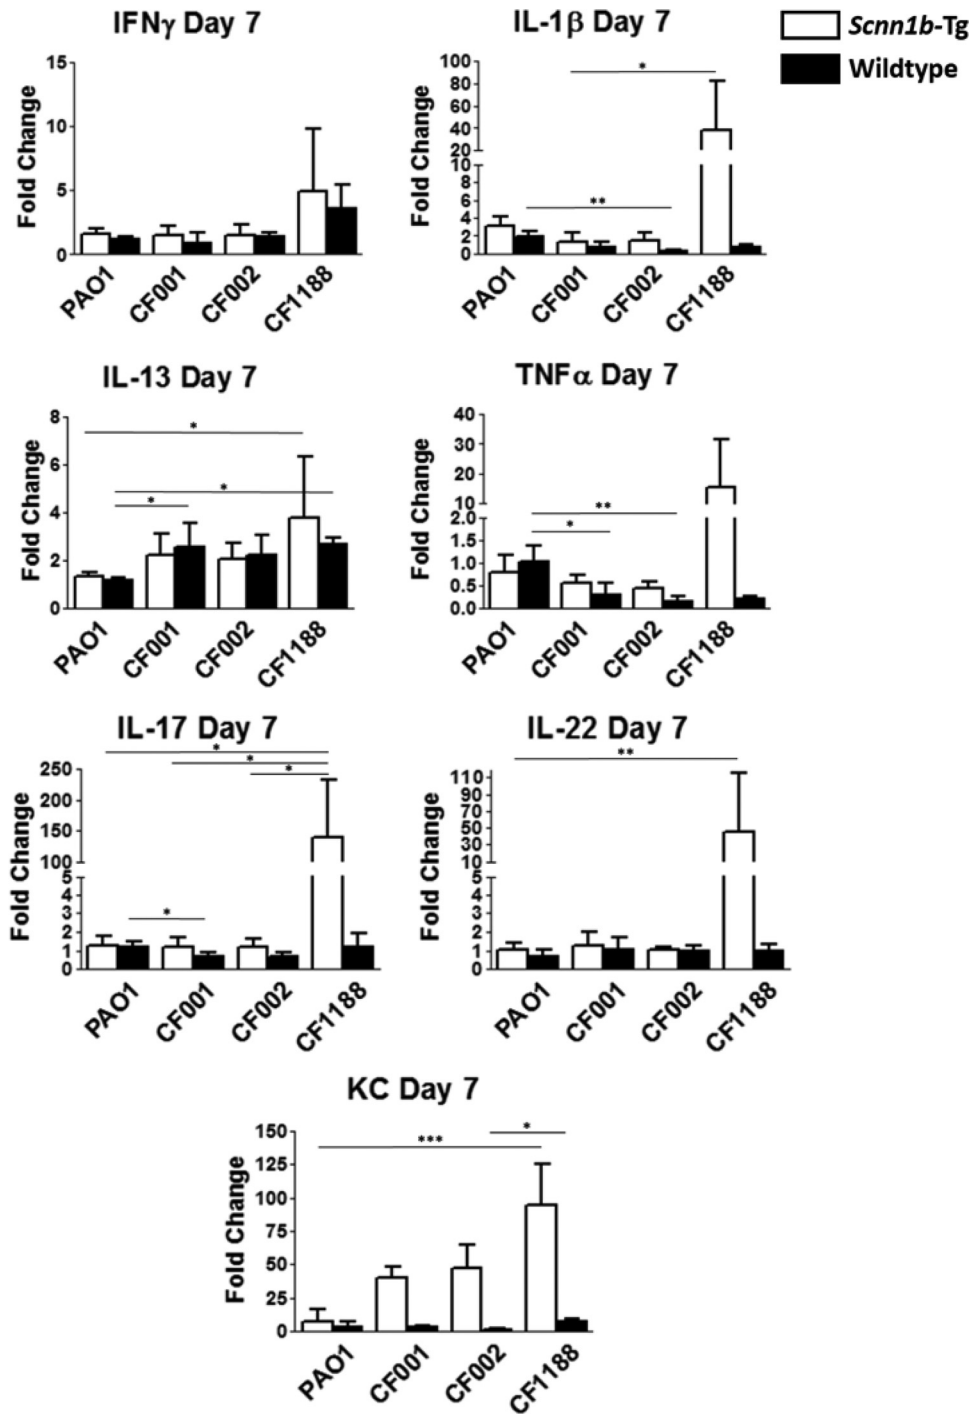 IFNγ Day 7
Fold Change
15
10
5
0
PAO1
CF001
CF002
CF1188
IL-1β Day 7
Scnn1b-Tg
Wildtype
Fold Change
100
80
60
40
20
10
8
6
4
2
0
*
**
PAO1
CF001
CF002
CF1188
IL-13 Day 7
Fold Change
8
6
4
2
0
*
*
*
PAO1
CF001
CF002
CF1188
TNFα Day 7
Fold Change
40
30
20
10
2.0
1.5
1.0
0.5
0.0
**
*
PAO1
CF001
CF002
CF1188
IL-17 Day 7
Fold Change
*
*
*
250
200
150
100
5
4
3
2
1
0
*
PAO1
CF001
CF002
CF1188
IL-22 Day 7
Fold Change
**
110
90
70
50
30
10
5
4
3
2
1
0
PAO1
CF001
CF002
CF1188
KC Day 7
Fold Change
150
125
100
75
50
25
0
***
*
PAO1
CF001
CF002
CF1188